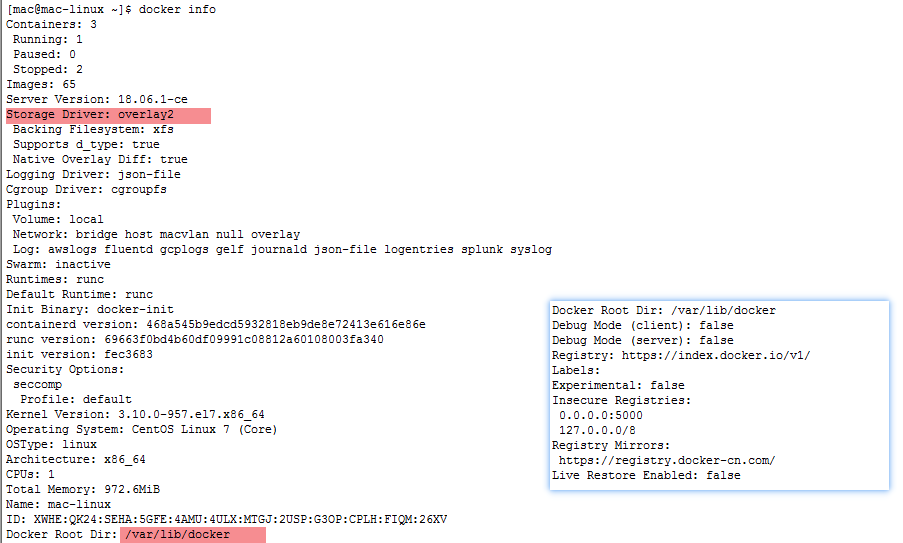 [mac@mac-linux ~]$ docker info
Containers: 3
 Running: 1
 Paused: 0
 Stopped: 2
Images: 65
Server Version: 18.06.1-ce
Storage Driver: overlay2
 Backing Filesystem: xfs
 Supports d_type: true
 Native Overlay Diff: true
Logging Driver: json-file
Cgroup Driver: cgroupfs
Plugins:
 Volume: local
 Network: bridge host macvlan null overlay
 Log: awslogs fluentd gcplogs gelf journald json-file logentries splunk syslog
Swarm: inactive
Runtimes: runc
Default Runtime: runc
Init Binary: docker-init
containerd version: 468a545b9edcd5932818eb9de8e72413e616e86e
runc version: 69663f0bd4b60df09991c08812a60108003fa340
init version: fec3683
Security Options:
 seccomp
  Profile: default
Kernel Version: 3.10.0-957.el7.x86_64
Operating System: CentOS Linux 7 (Core)
OSType: linux
Architecture: x86_64
CPUs: 1
Total Memory: 972.6MiB
Name: mac-linux
ID: XWHE:QK24:SEHA:5GFE:4AMU:4ULX:MTGJ:2USP:G3OP:CPLH:FIQM:26XV
Docker Root Dir: /var/lib/docker
Docker Root Dir: /var/lib/docker
Debug Mode (client): false
Debug Mode (server): false
Registry: https://index.docker.io/v1/
Labels:
Experimental: false
Insecure Registries:
 0.0.0.0:5000
 127.0.0.0/8
Registry Mirrors:
 https://registry.docker-cn.com/
Live Restore Enabled: false